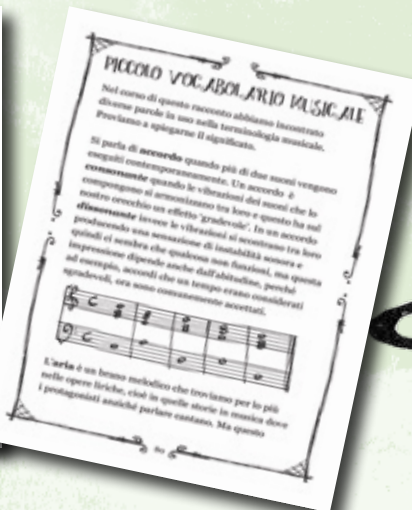 PICCOLO VOCABOLARIO MUSICALE
Nel corso di questo racconto abbiamo incontrato
diverse parole in uso nella terminologia musicale.
Proviamo a spiegarne il significato.
Si parla di accordo quando più di due suoni vengono
eseguiti contemporaneamente. Un accordo è
consonante quando le vibrazioni dei suoni che lo
compongono si armonizzano tra loro e questo ha sul
nostro orecchio un effetto "gradevole". In un accordo
dissonante invece le vibrazioni si scontrano tra loro
producendo una sensazione di instabilità sonora e
quindi ci sembra che qualcosa non funzioni, ma questa
impressione dipende anche dall'abitudine, perché
ad esempio, accordi che un tempo erano considerati
sgradevoli, ora sono comunemente accettati.
L'aria è un brano melodico che troviamo per lo più
nelle opere liriche, cioè in quelle storie in musica dove
i protagonisti anziché parlare cantano. Ma questo